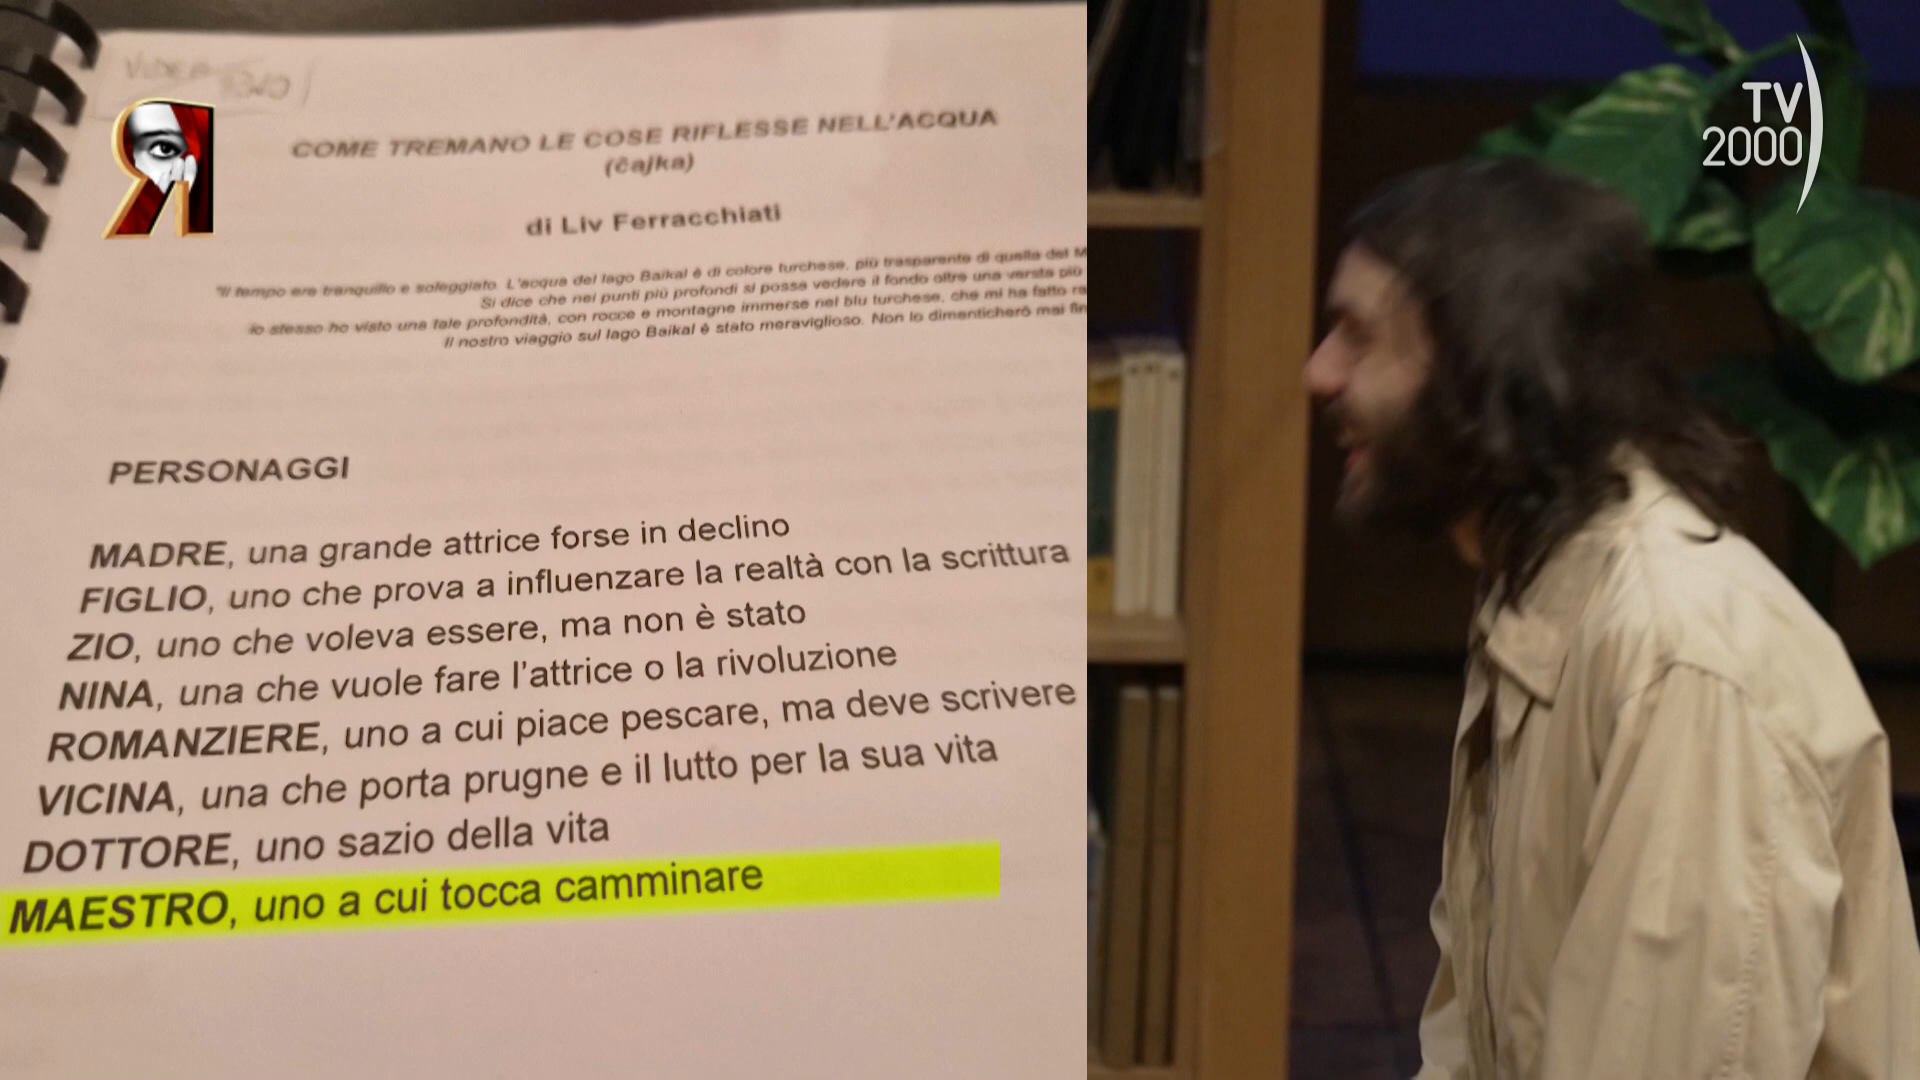 COME TREMANO LE COSE RIFLESSE NELL'ACQUA
(čajka)
di Liv Ferracchiati
"Il tempo era tranquillo e soleggiato. L'acqua del lago Baikal è di colore turchese, più trasparente di quella del M
Si dice che nei punti più profondi si possa vedere il fondo oltre una versta più
io stesso ho visto una tale profondità, con rocce e montagne immerse nel blu turchese, che mi ha fatto ra
Il nostro viaggio sul lago Baikal è stato meraviglioso. Non lo dimenticherò mai fin
PERSONAGGI
MADRE, una grande attrice forse in declino
FIGLIO, uno che prova a influenzare la realtà con la scrittura
ZIO, uno che voleva essere, ma non è stato
NINA, una che vuole fare l'attrice o la rivoluzione
ROMANZIERE, uno a cui piace pescare, ma deve scrivere
VICINA, una che porta prugne e il lutto per la sua vita
DOTTORE, uno sazio della vita
MAESTRO, uno a cui tocca camminare
TV
2000